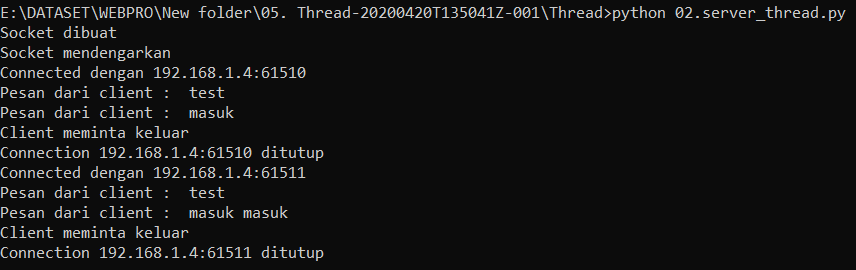 E:\DATASET\WEBPRO\New folder\05. Thread-20200420T135041Z-001\Thread>python 02.server_thread.py
Socket dibuat
Socket mendengarkan
Connected dengan 192.168.1.4:61510
Pesan dari client :  test
Pesan dari client :  masuk
Client meminta keluar
Connection 192.168.1.4:61510 ditutup
Connected dengan 192.168.1.4:61511
Pesan dari client :  test
Pesan dari client :  masuk masuk
Client meminta keluar
Connection 192.168.1.4:61511 ditutup